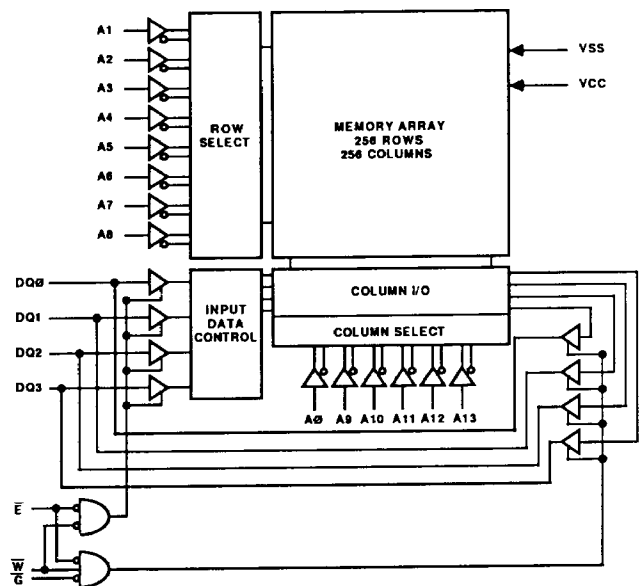 A1
A2
A3
A4
A5
A6
A7
A8
ROW
SELECT
MEMORY ARRAY
256 ROWS
256 COLUMNS
VSS
VCC
DQØ
DQ1
DQ2
DQ3
INPUT
DATA
CONTROL
COLUMN I/O
COLUMN SELECT
AØ A9 A10 A11 A12 A13
E̅
W̅
G̅